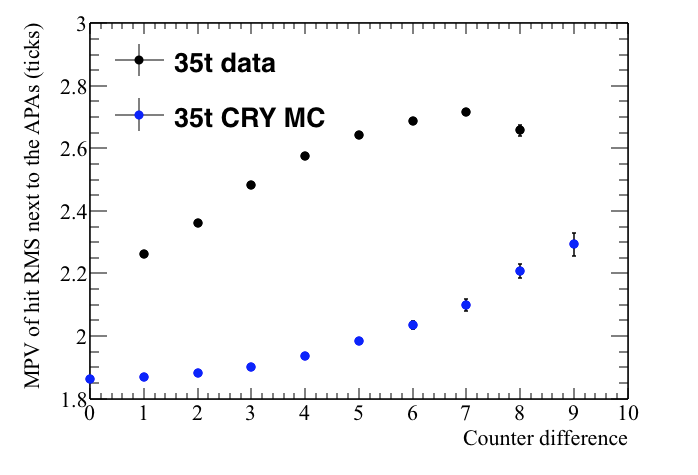 MPV of hit RMS next to the APAs (ticks)
3
2.8
2.6
2.4
2.2
2
1.8
35t data
35t CRY MC
0 1 2 3 4 5 6 7 8 9 10
Counter difference